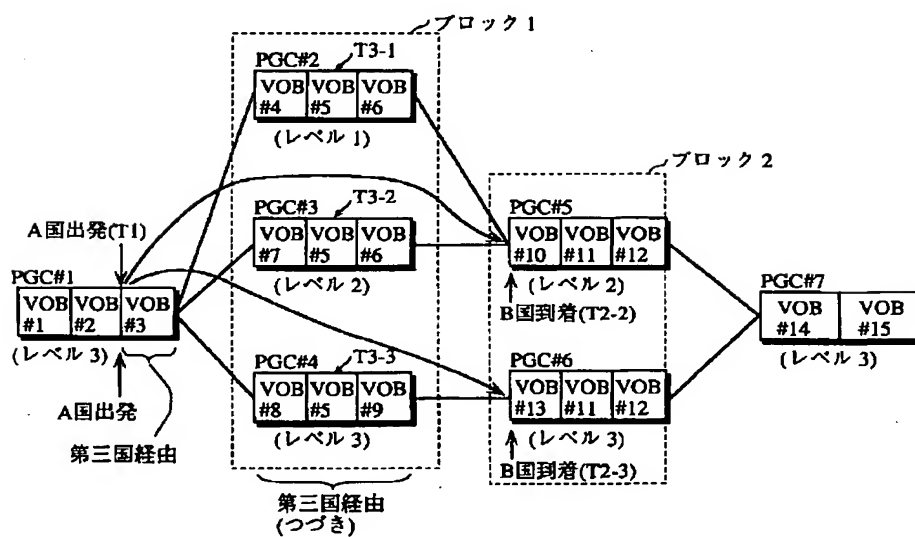 ブロック1
PGC#2
T3-1
VOB #4 VOB #5 VOB #6
(レベル 1)
ブロック2
PGC#3
T3-2
VOB #7 VOB #5 VOB #6
(レベル 2)
PGC#5
VOB #10 VOB #11 VOB #12
(レベル 2)
B国到着(T2-2)
A国出発(T1)
PGC#1
VOB #1 VOB #2 VOB #3
(レベル 3)
A国出発
第三国経由
PGC#7
VOB #14 VOB #15
(レベル 3)
PGC#4
T3-3
VOB #8 VOB #5 VOB #9
(レベル 3)
PGC#6
VOB #13 VOB #11 VOB #12
(レベル 3)
B国到着(T2-3)
第三国経由
(つづき)